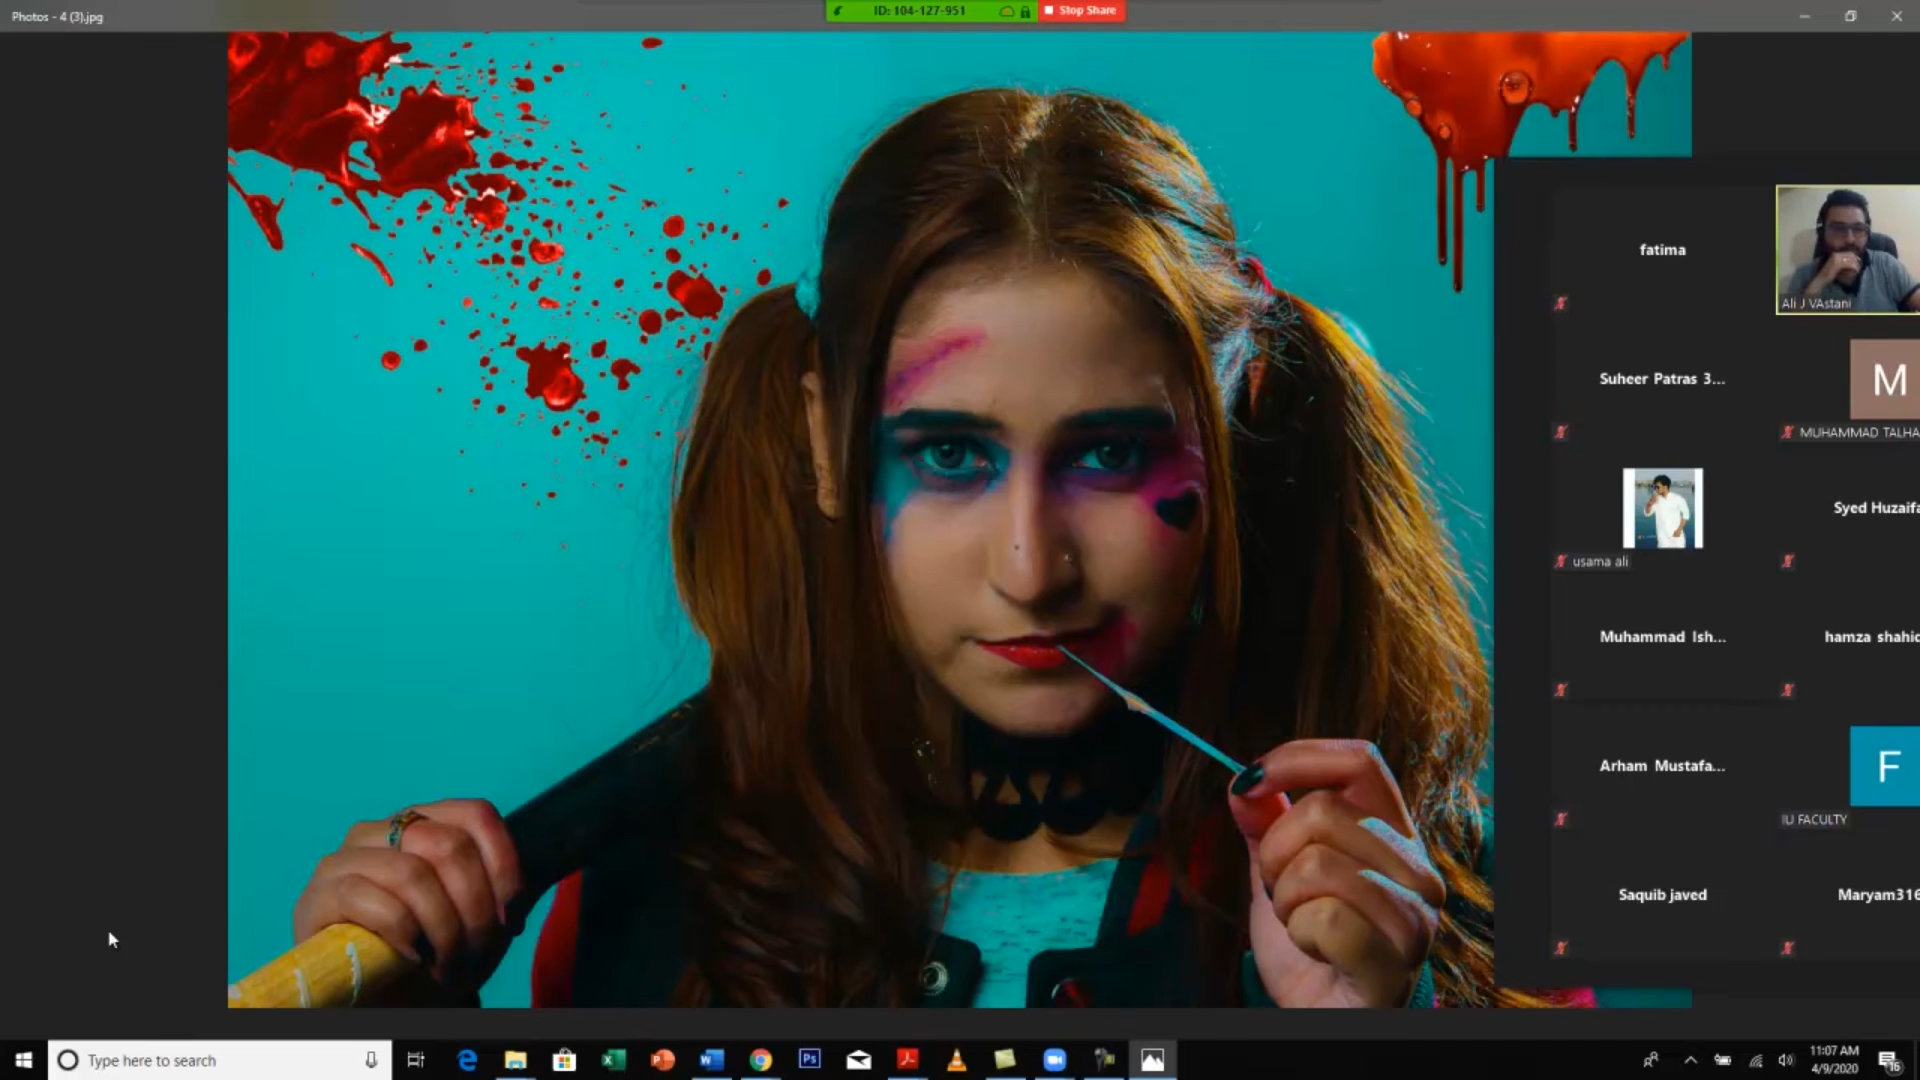 Photos - 4 (3).jpg
ID: 104-127-951
Stop Share
fatima
Ali J VAstani
Suheer Patras 3...
M
MUHAMMAD TALHA
usama ali
Syed Huzaifa
Muhammad Ish...
hamza shahid
Arham Mustafa...
F
IU FACULTY
Saquib javed
Maryam316
Type here to search
Ps
11:07 AM
4/9/2020
16